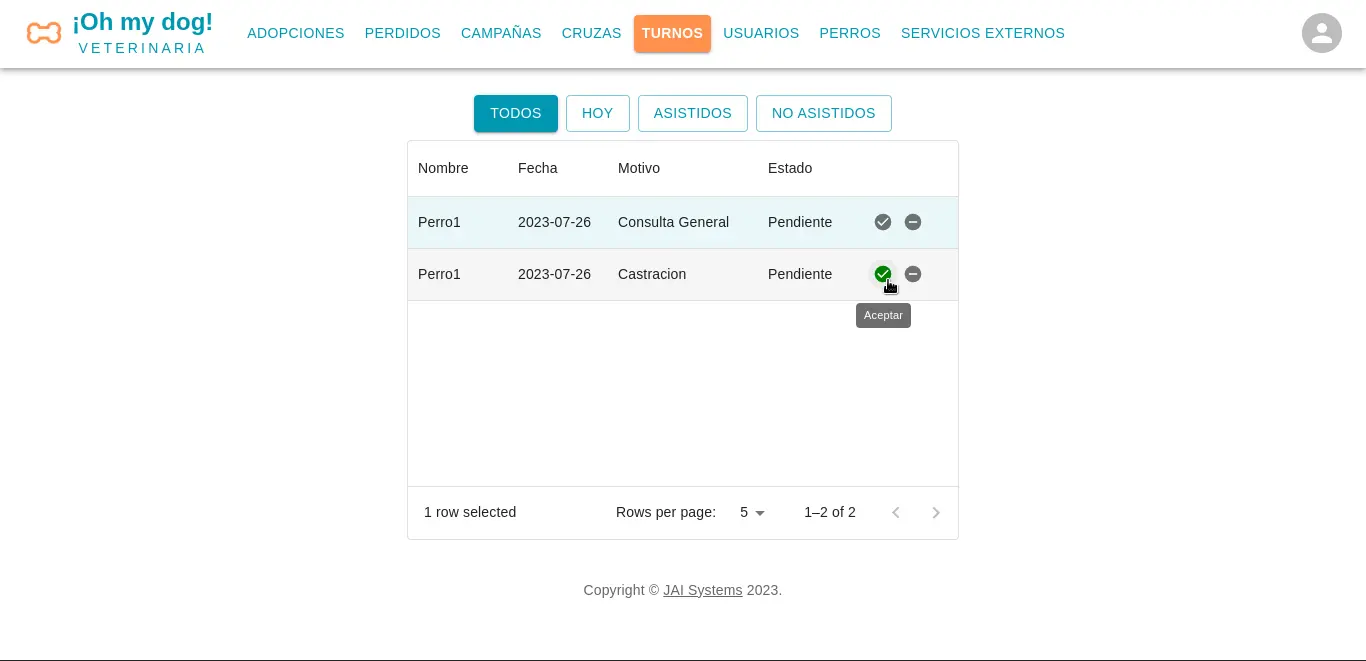 ¡Oh my dog!
VETERINARIA
ADOPCIONES PERDIDOS CAMPAÑAS CRUZAS TURNOS USUARIOS PERROS SERVICIOS EXTERNOS
TODOS HOY ASISTIDOS NO ASISTIDOS
Nombre Fecha Motivo Estado
Perro1 2023-07-26 Consulta General Pendiente
Perro1 2023-07-26 Castracion Pendiente
Aceptar
1 row selected Rows per page: 5 1–2 of 2
Copyright © JAI Systems 2023.